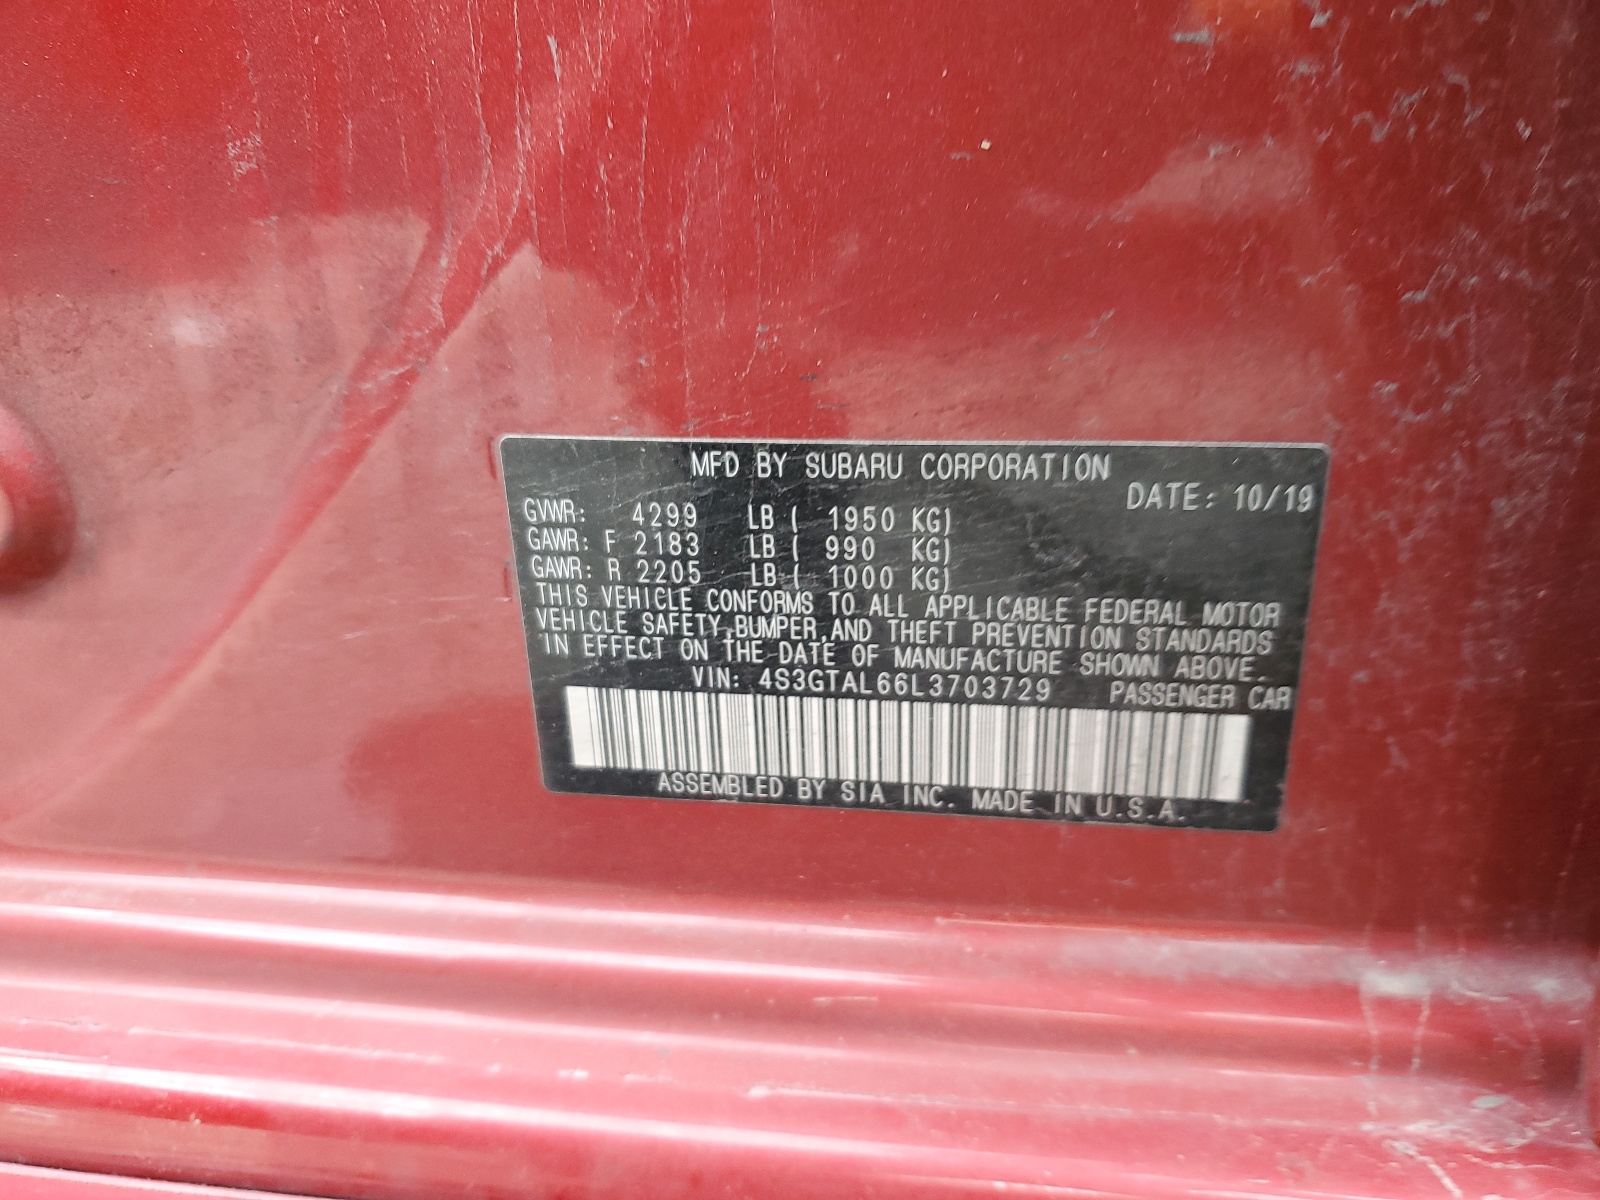 MFD BY SUBARU CORPORATION
DATE: 10/19
GVWR: 4299 LB ( 1950 KG)
GAWR: F 2183 LB ( 990 KG)
GAWR: R 2205 LB ( 1000 KG)
THIS VEHICLE CONFORMS TO ALL APPLICABLE FEDERAL MOTOR
VEHICLE SAFETY,BUMPER,AND THEFT PREVENTION STANDARDS
IN EFFECT ON THE DATE OF MANUFACTURE SHOWN ABOVE.
VIN: 4S3GTAL66L3703729 PASSENGER CAR
ASSEMBLED BY SIA INC. MADE IN U.S.A.